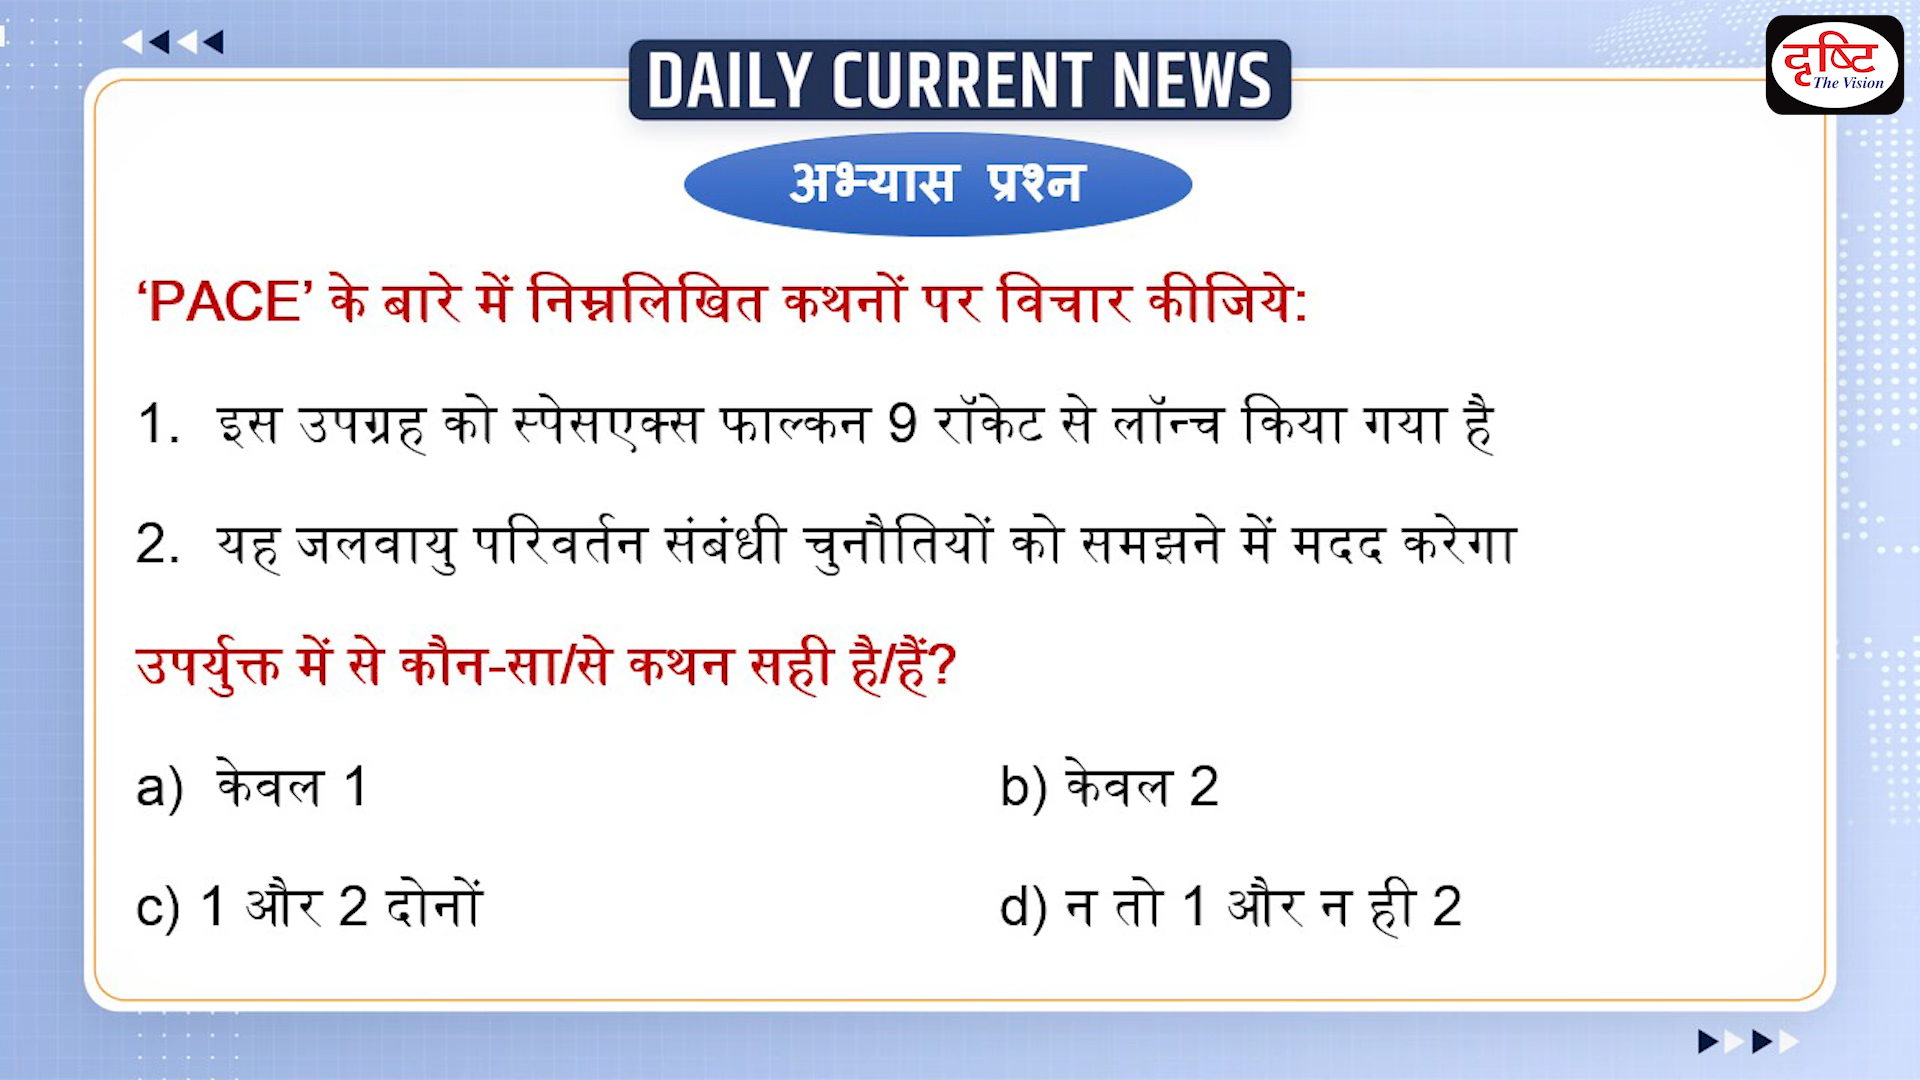 DAILY CURRENT NEWS
दृष्टि
The Vision
अभ्यास प्रश्न
‘PACE’ के बारे में निम्नलिखित कथनों पर विचार कीजिये:
1. इस उपग्रह को स्पेसएक्स फाल्कन 9 रॉकेट से लॉन्च किया गया है
2. यह जलवायु परिवर्तन संबंधी चुनौतियों को समझने में मदद करेगा
उपर्युक्त में से कौन-सा/से कथन सही है/हैं?
a) केवल 1 b) केवल 2
c) 1 और 2 दोनों d) न तो 1 और न ही 2